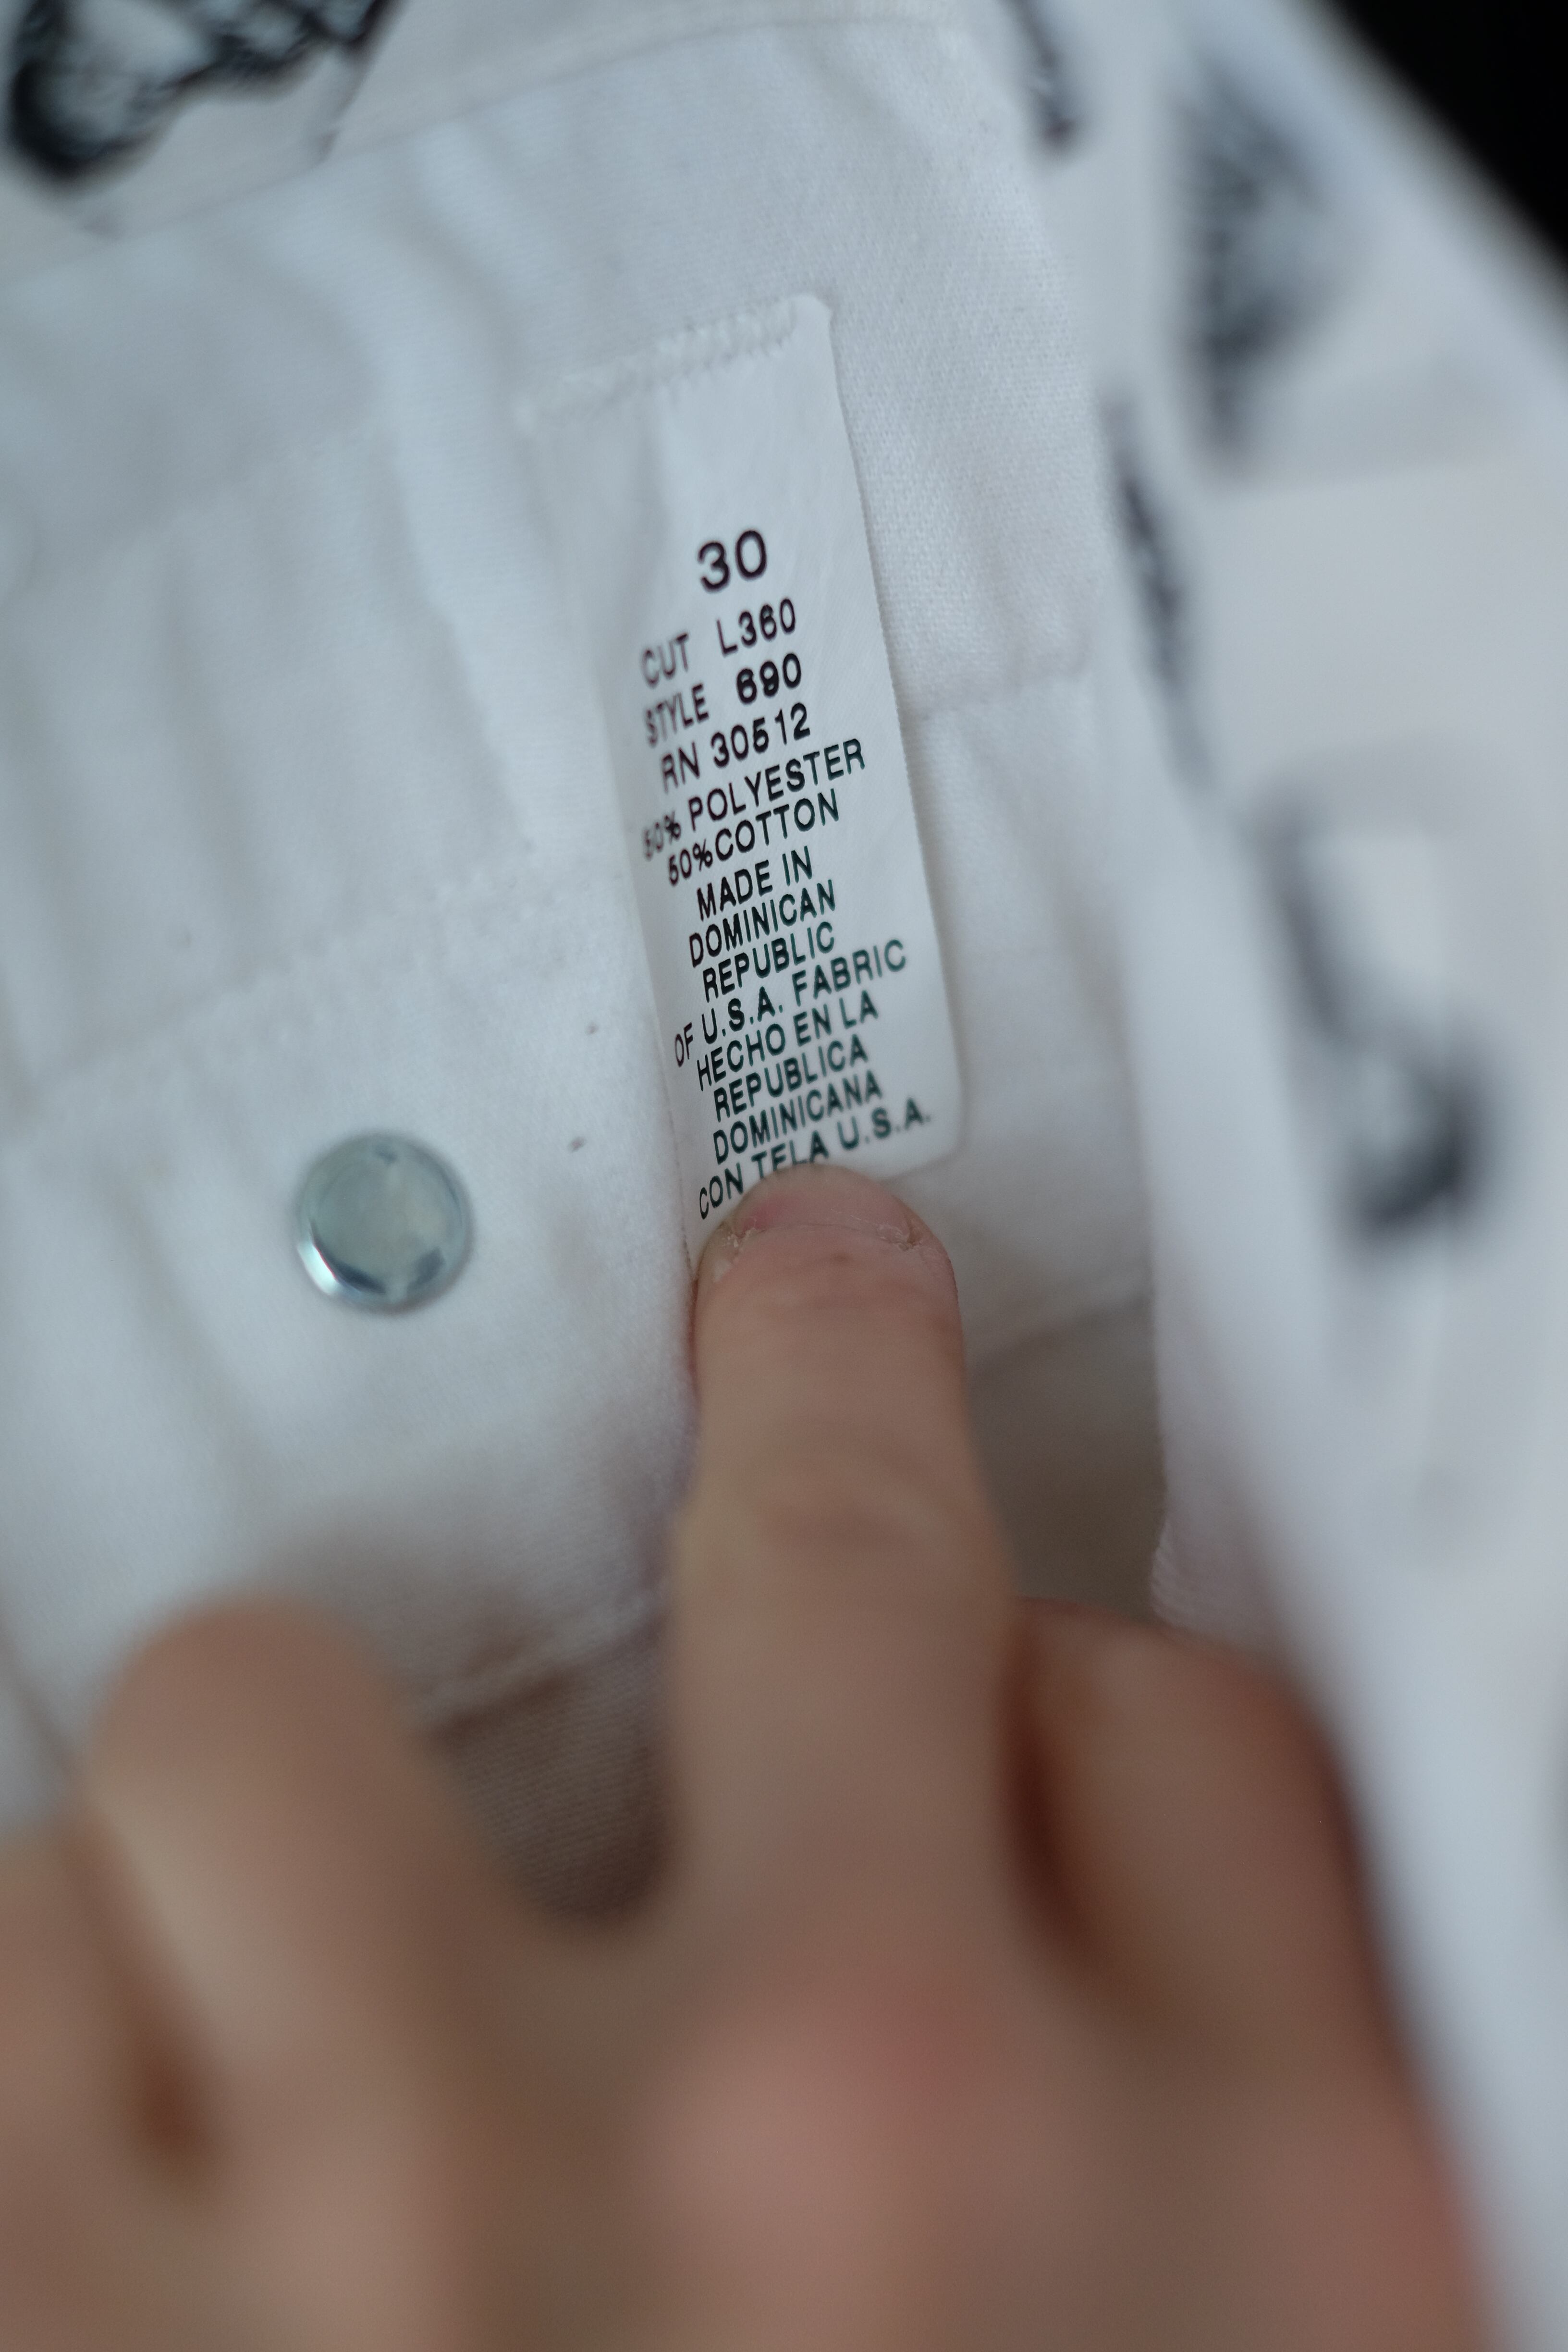 30
CUT L360
STYLE 690
RN 30512
50% POLYESTER
50%COTTON
MADE IN
DOMINICAN
REPUBLIC
OF U.S.A. FABRIC
HECHO EN LA
REPUBLICA
DOMINICANA
CON TELA U.S.A.